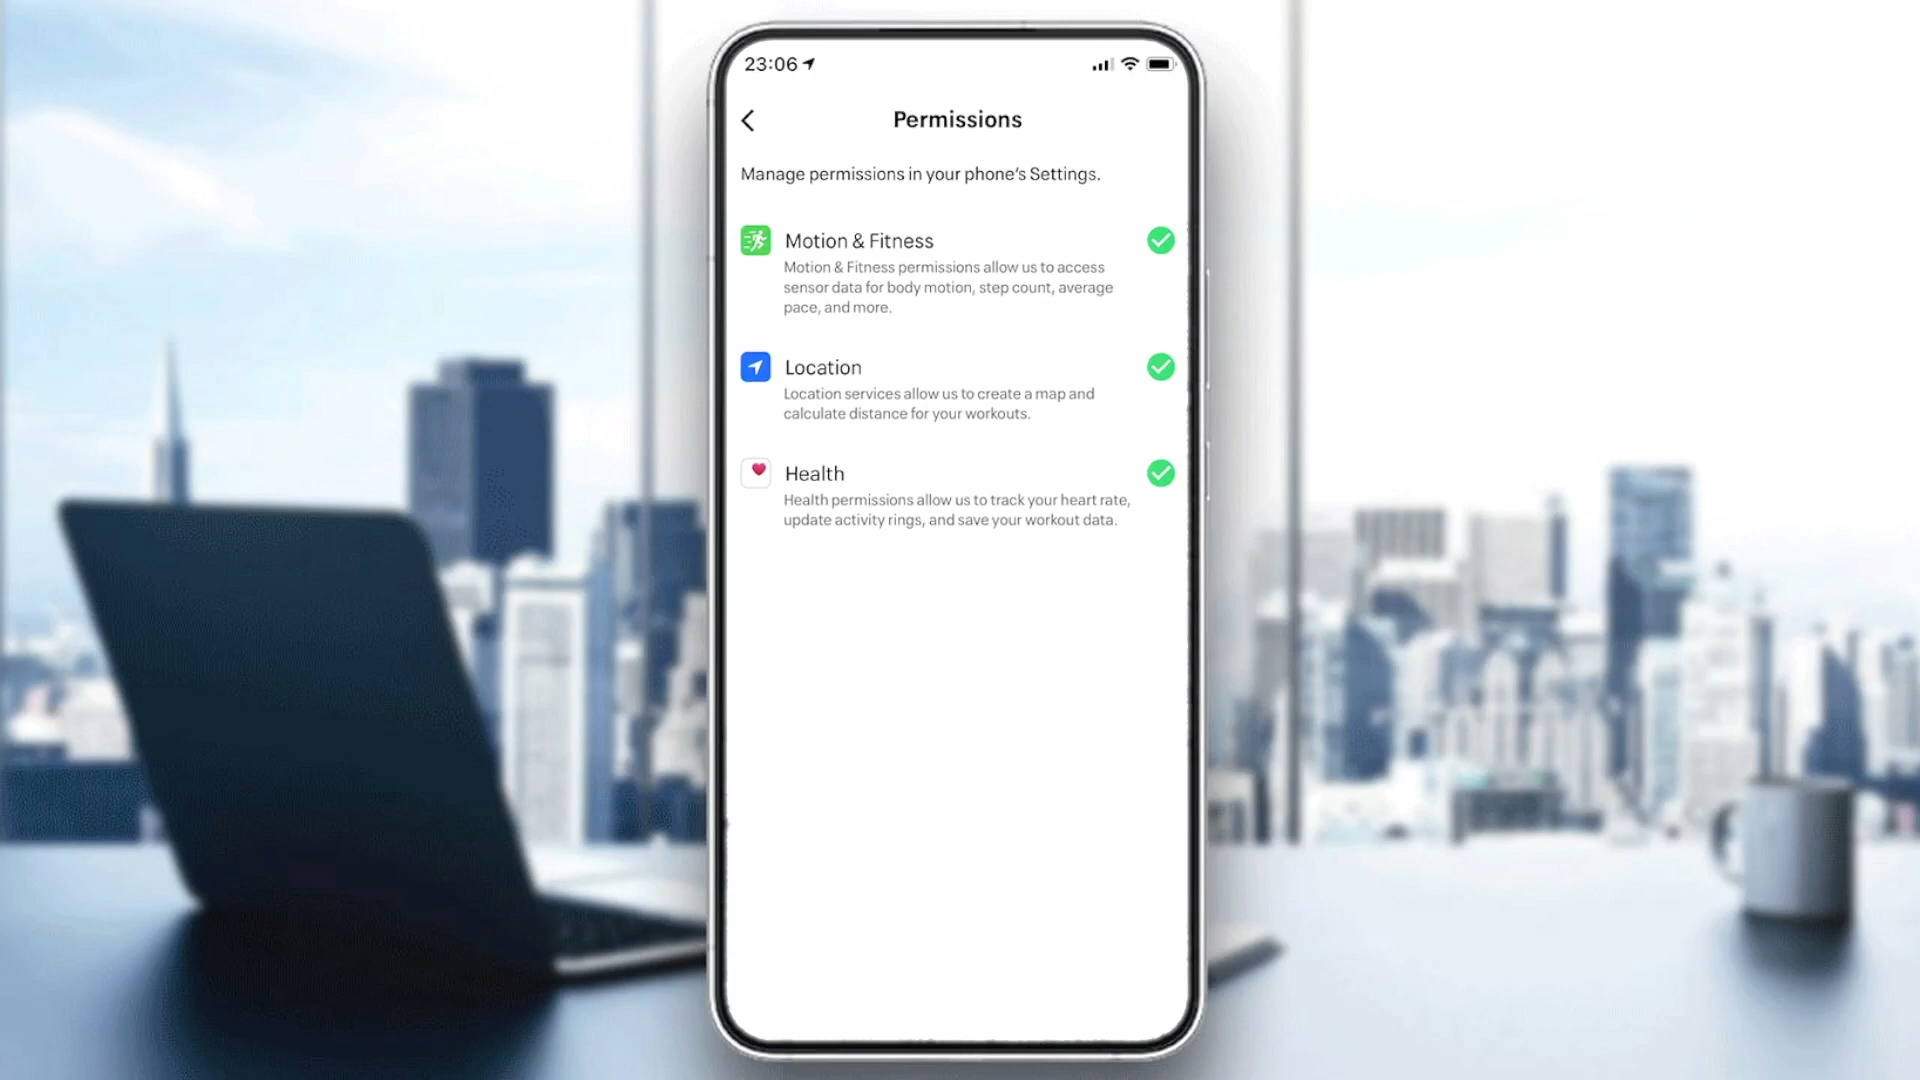 23:06
Permissions
Manage permissions in your phone's Settings.
Motion & Fitness
Motion & Fitness permissions allow us to access
sensor data for body motion, step count, average
pace, and more.
Location
Location services allow us to create a map and
calculate distance for your workouts.
Health
Health permissions allow us to track your heart rate,
update activity rings, and save your workout data.